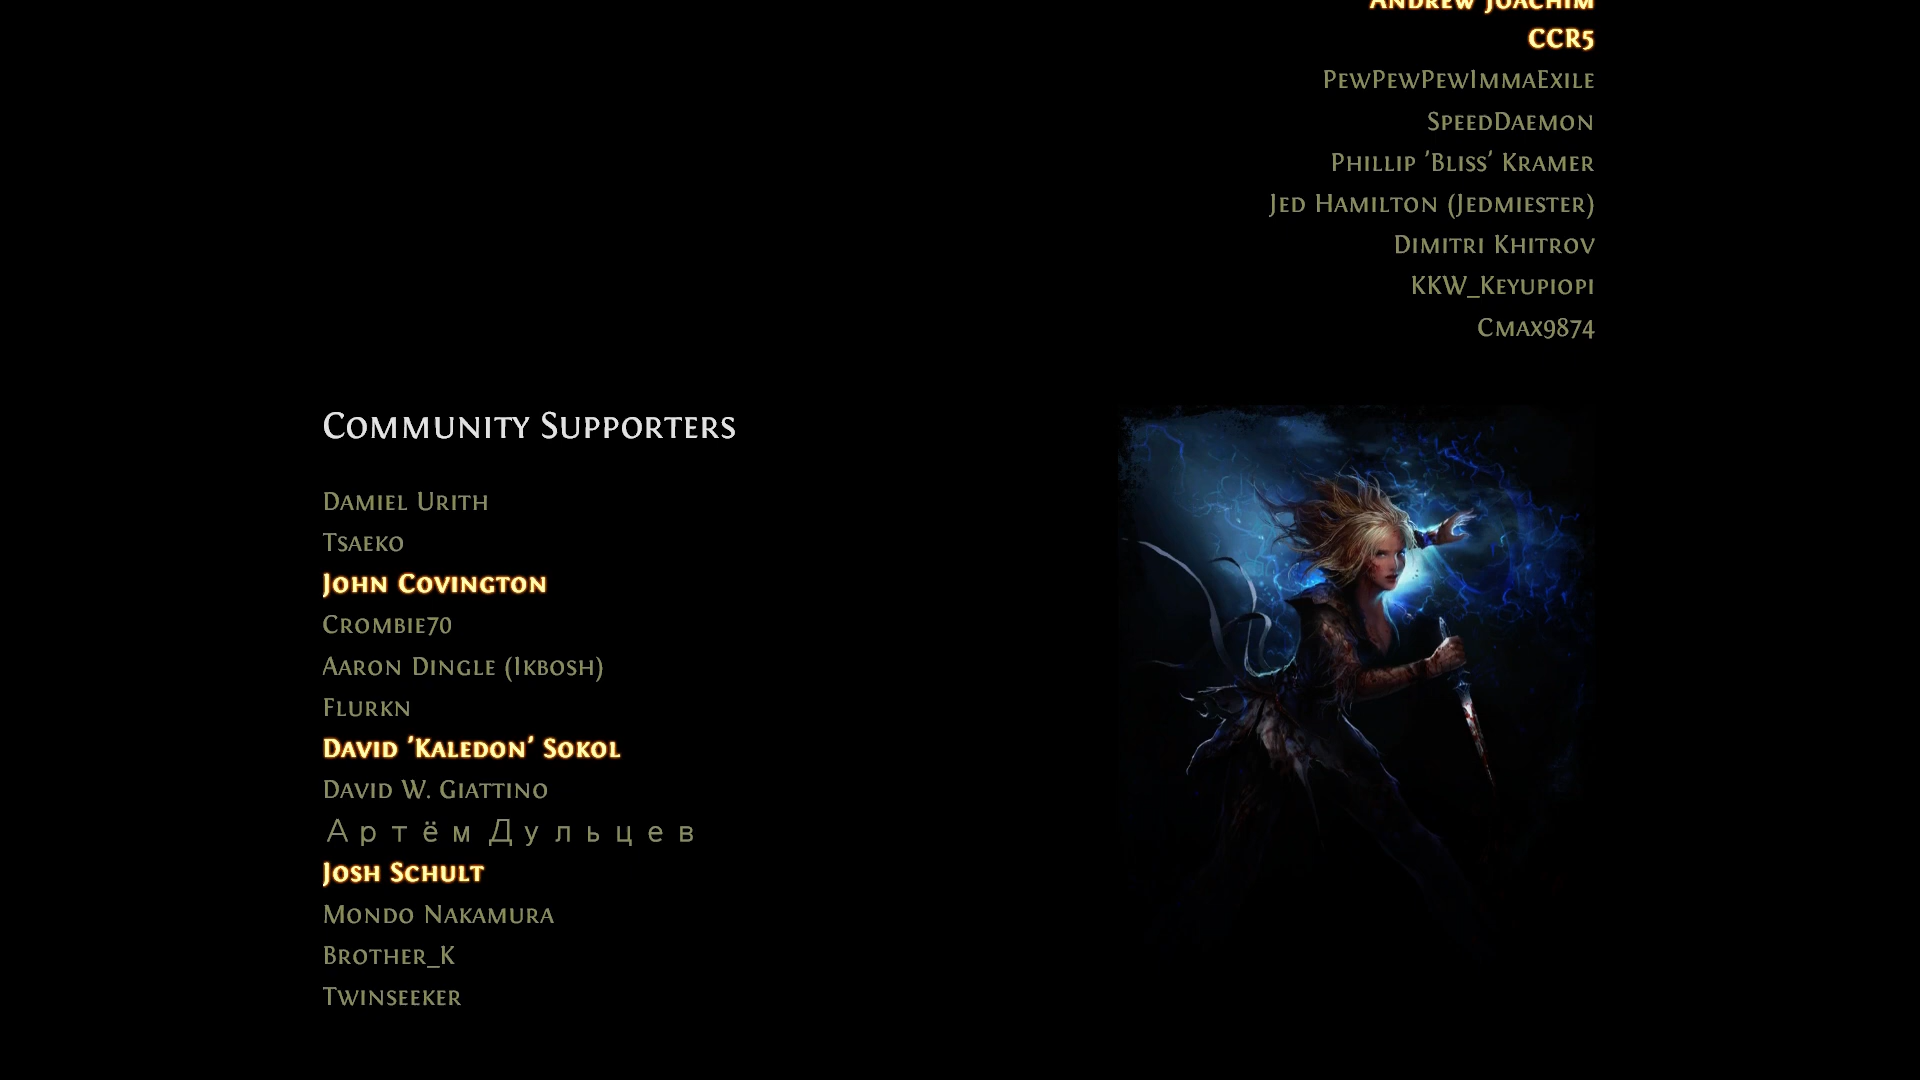 Andrew Joachim
CCR5
PewPewPewImmaExile
SpeedDaemon
Phillip 'Bliss' Kramer
Jed Hamilton (Jedmiester)
Dimitri Khitrov
KKW_Keyupiopi
Cmax9874
Community Supporters
Damiel Urith
Tsaeko
John Covington
Crombie70
Aaron Dingle (Ikbosh)
Flurkn
David 'Kaledon' Sokol
David W. Giattino
Артём Дульцев
Josh Schult
Mondo Nakamura
Brother_K
Twinseeker